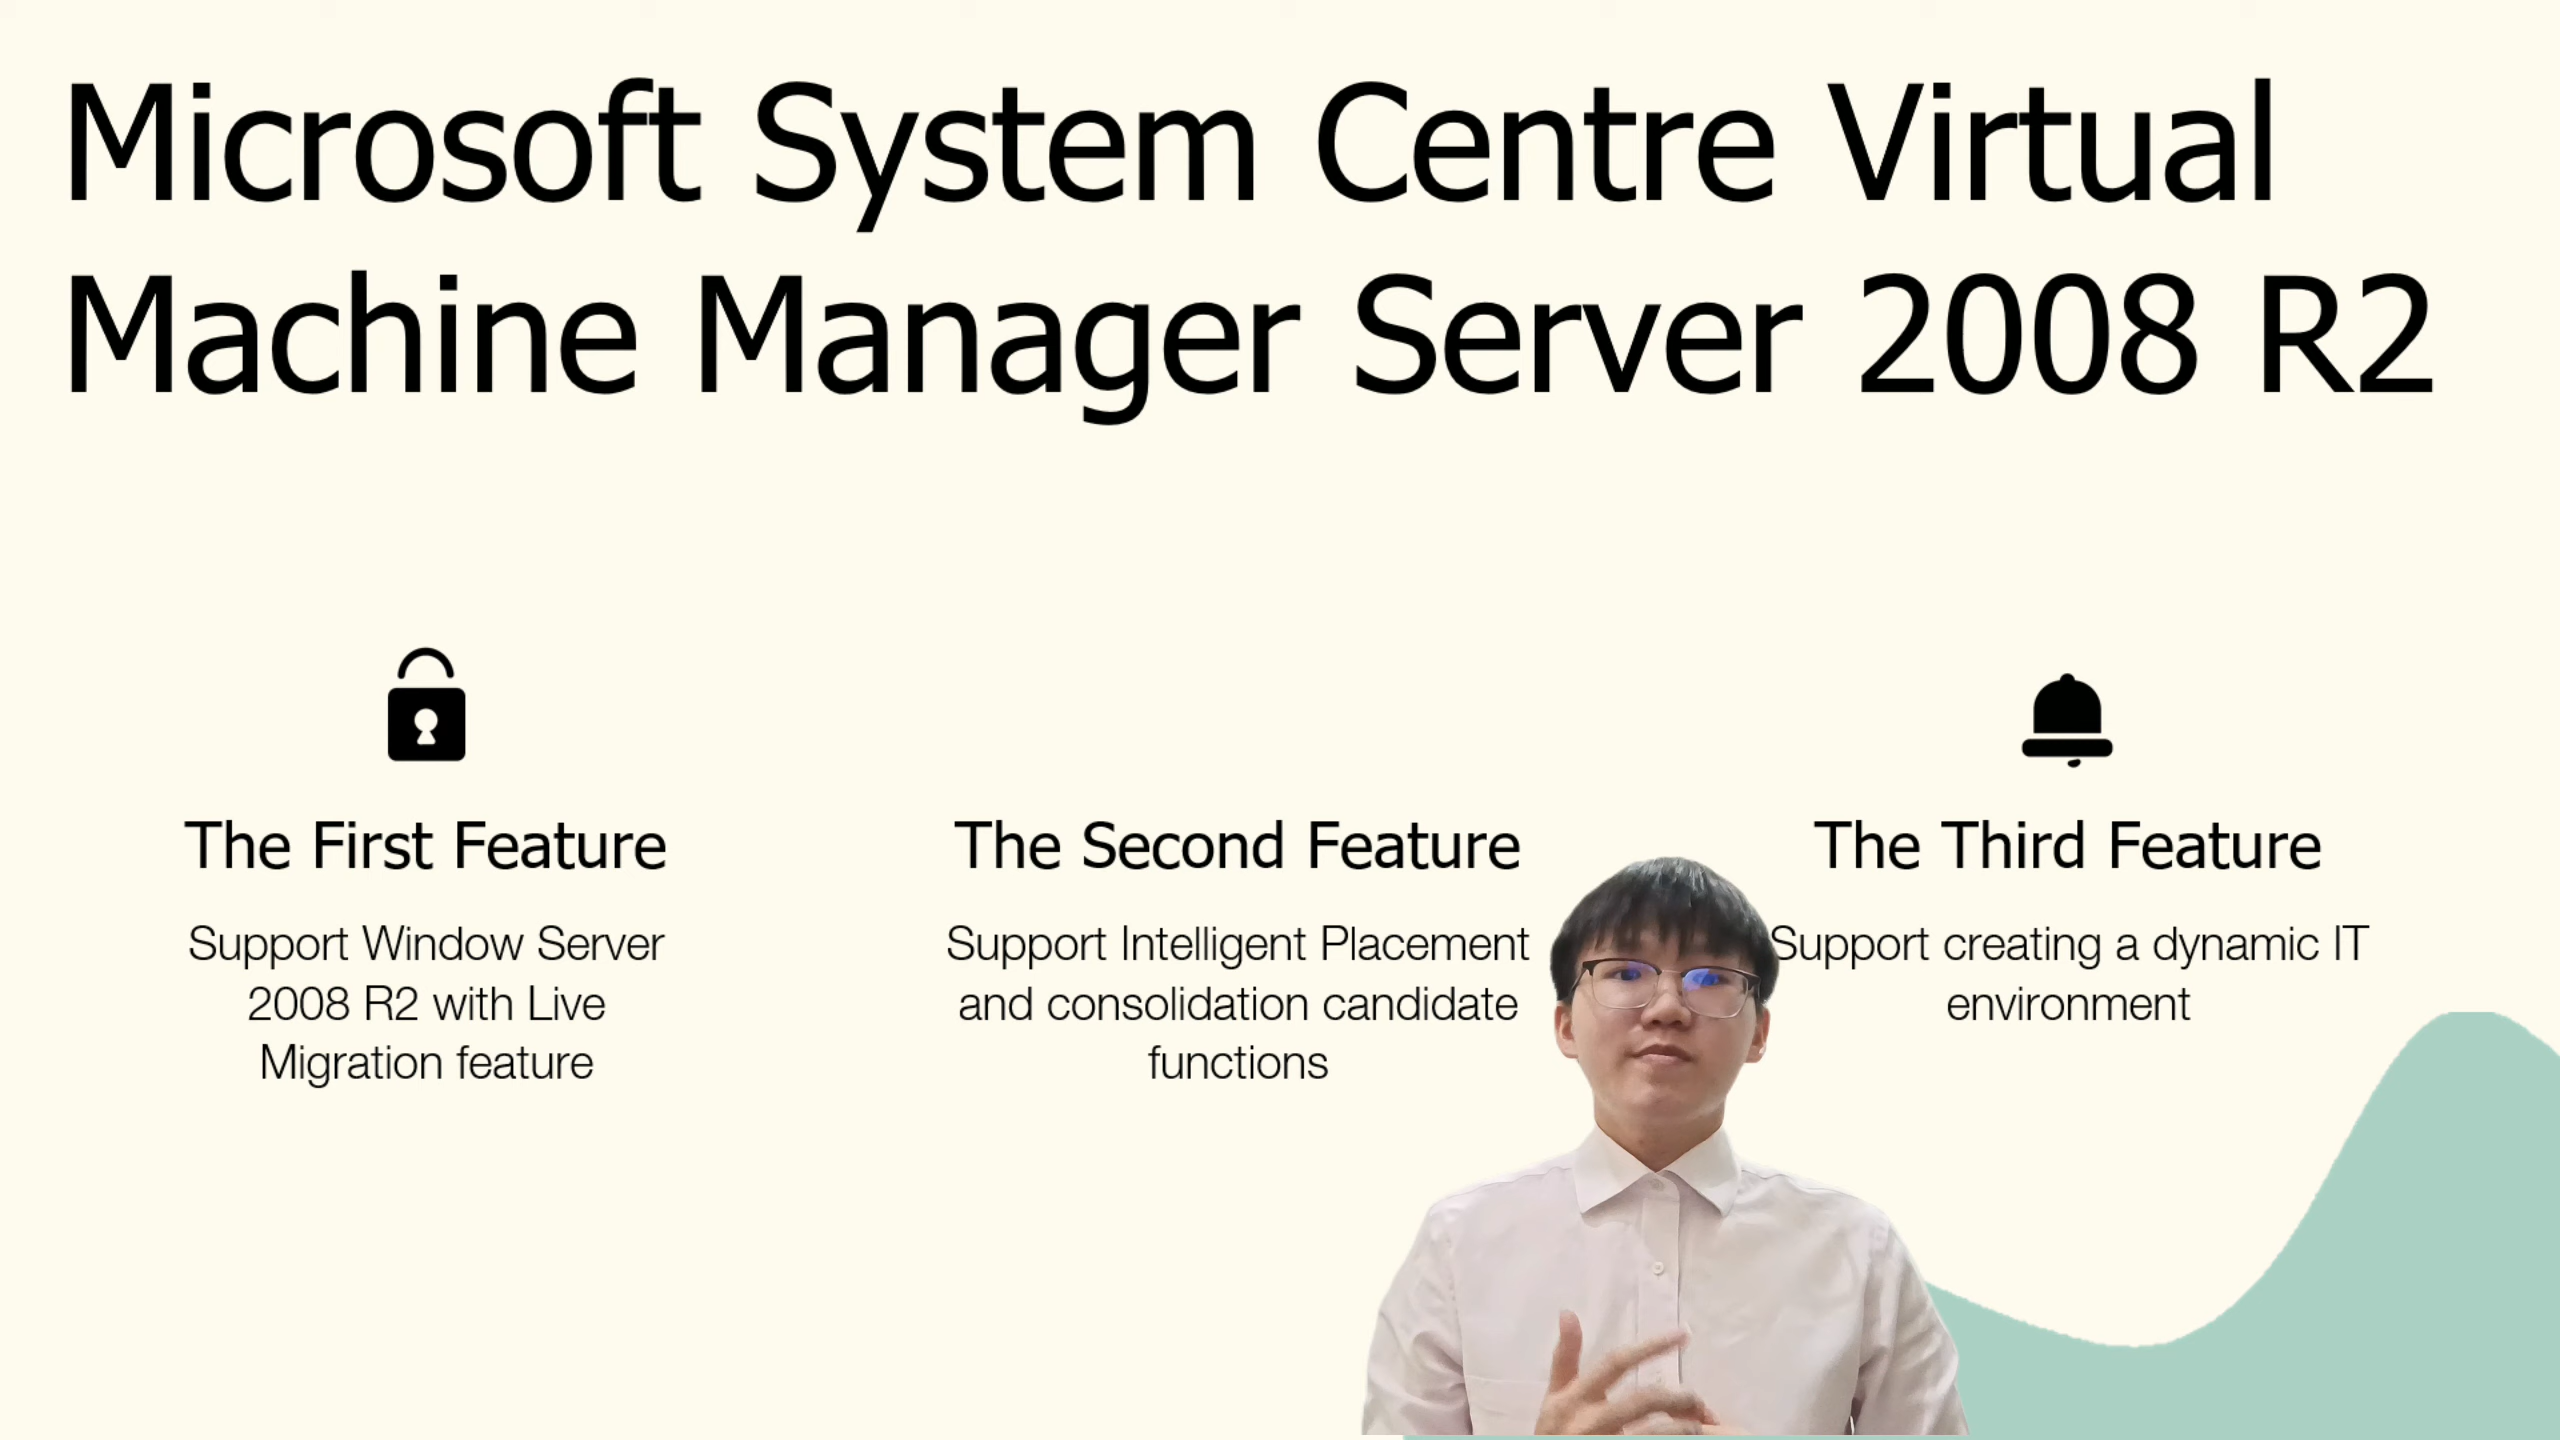 Microsoft System Centre Virtual
Machine Manager Server 2008 R2
The First Feature
Support Window Server
2008 R2 with Live
Migration feature
The Second Feature
Support Intelligent Placement
and consolidation candidate
functions
The Third Feature
Support creating a dynamic IT
environment